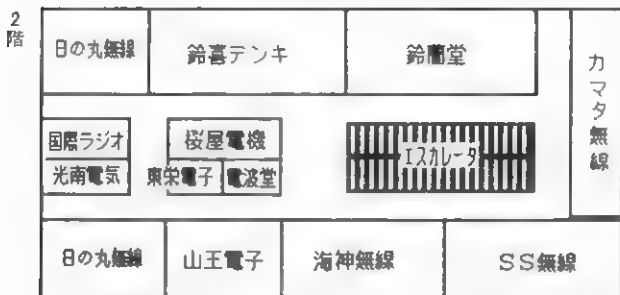 2階
日の丸無線
鈴喜デンキ
鈴蘭堂
カマタ無線
国際ラジオ
桜屋電機
エスカレータ
光南電気
東栄電子
電波堂
日の丸無線
山王電子
海神無線
SS無線